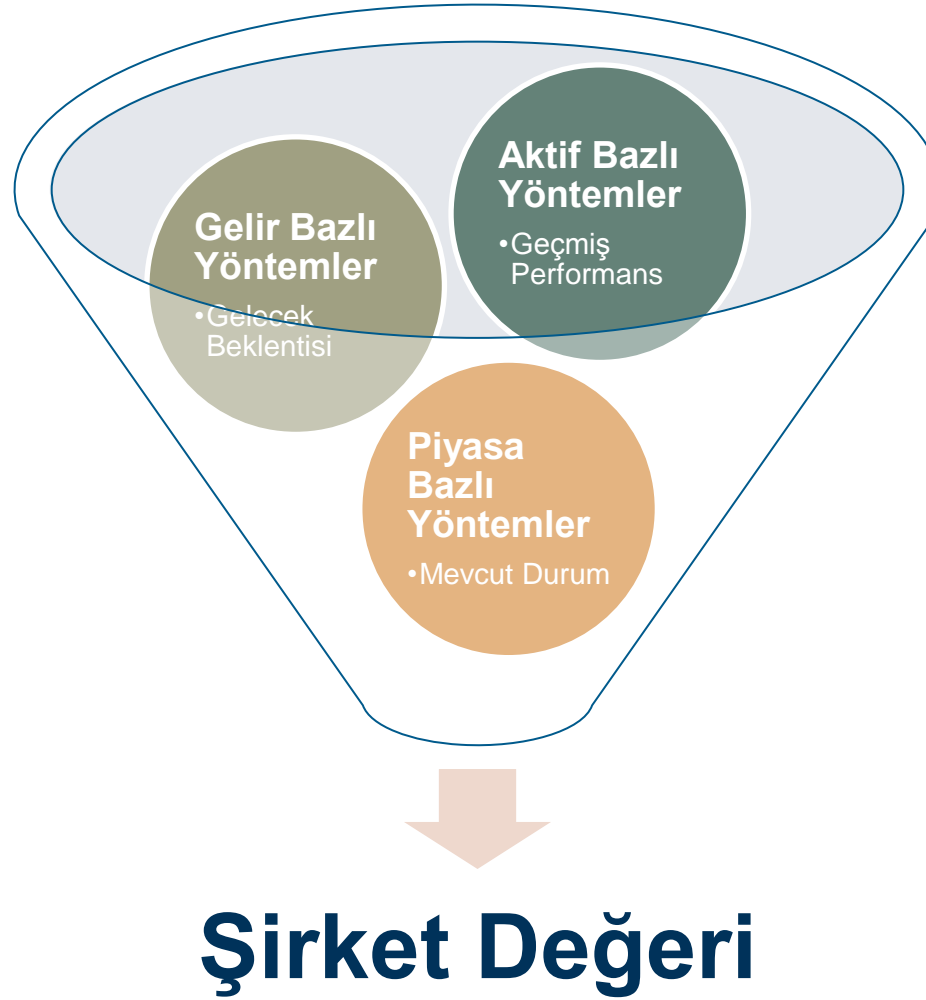 Aktif Bazlı
Yöntemler
•Geçmiş
Performans
Gelir Bazlı
Yöntemler
•Gelecek
Beklentisi
Piyasa
Bazlı
Yöntemler
•Mevcut Durum
Şirket Değeri